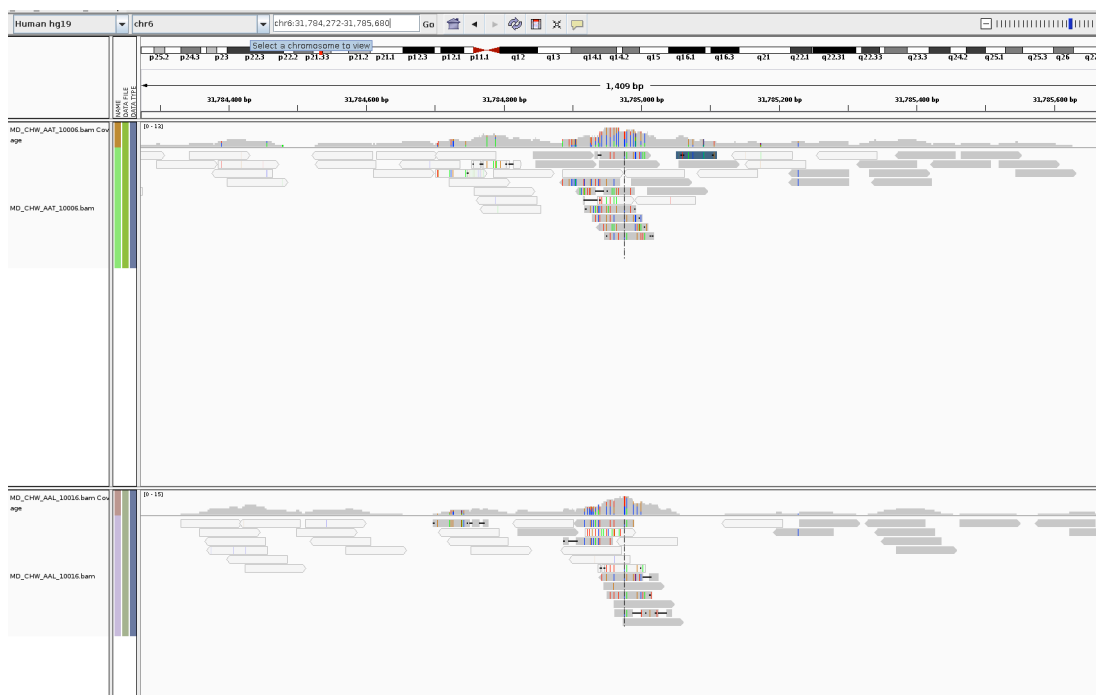 Human hg19 chr6 chr6:31,784,272-31,785,680 Go
Select a chromosome to view
p25.2 p24.3 p23 p22.3 p22.2 p21.33 p21.2 p21.1 p12.3 p12.1 p11.1 q12 q13 q14.1 q14.2 q15 q16.1 q16.3 q21 q22.1 q22.31 q22.33 q23.3 q24.2 q25.1 q25.3 q26
1,409 bp
31,784,400 bp 31,784,600 bp 31,784,800 bp 31,785,000 bp 31,785,200 bp 31,785,400 bp 31,785,600 bp
NAME
DATA FILE
DATA TYPE
MD_CHW_AAT_10006.bam Cov
erage
[0 - 13]
MD_CHW_AAT_10006.bam
MD_CHW_AAL_10016.bam Cov
age
[0 - 15]
MD_CHW_AAL_10016.bam